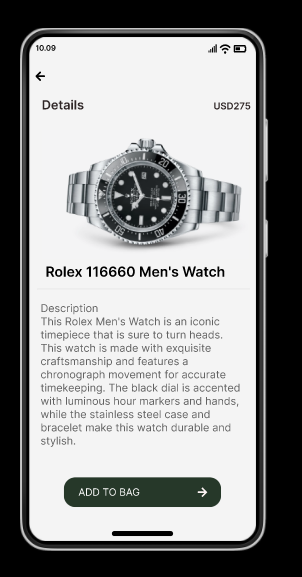 10.09
Details
USD275
Rolex 116660 Men's Watch
Description
This Rolex Men's Watch is an iconic
timepiece that is sure to turn heads.
This watch is made with exquisite
craftsmanship and features a
chronograph movement for accurate
timekeeping. The black dial is accented
with luminous hour markers and hands,
while the stainless steel case and
bracelet make this watch durable and
stylish.
ADD TO BAG